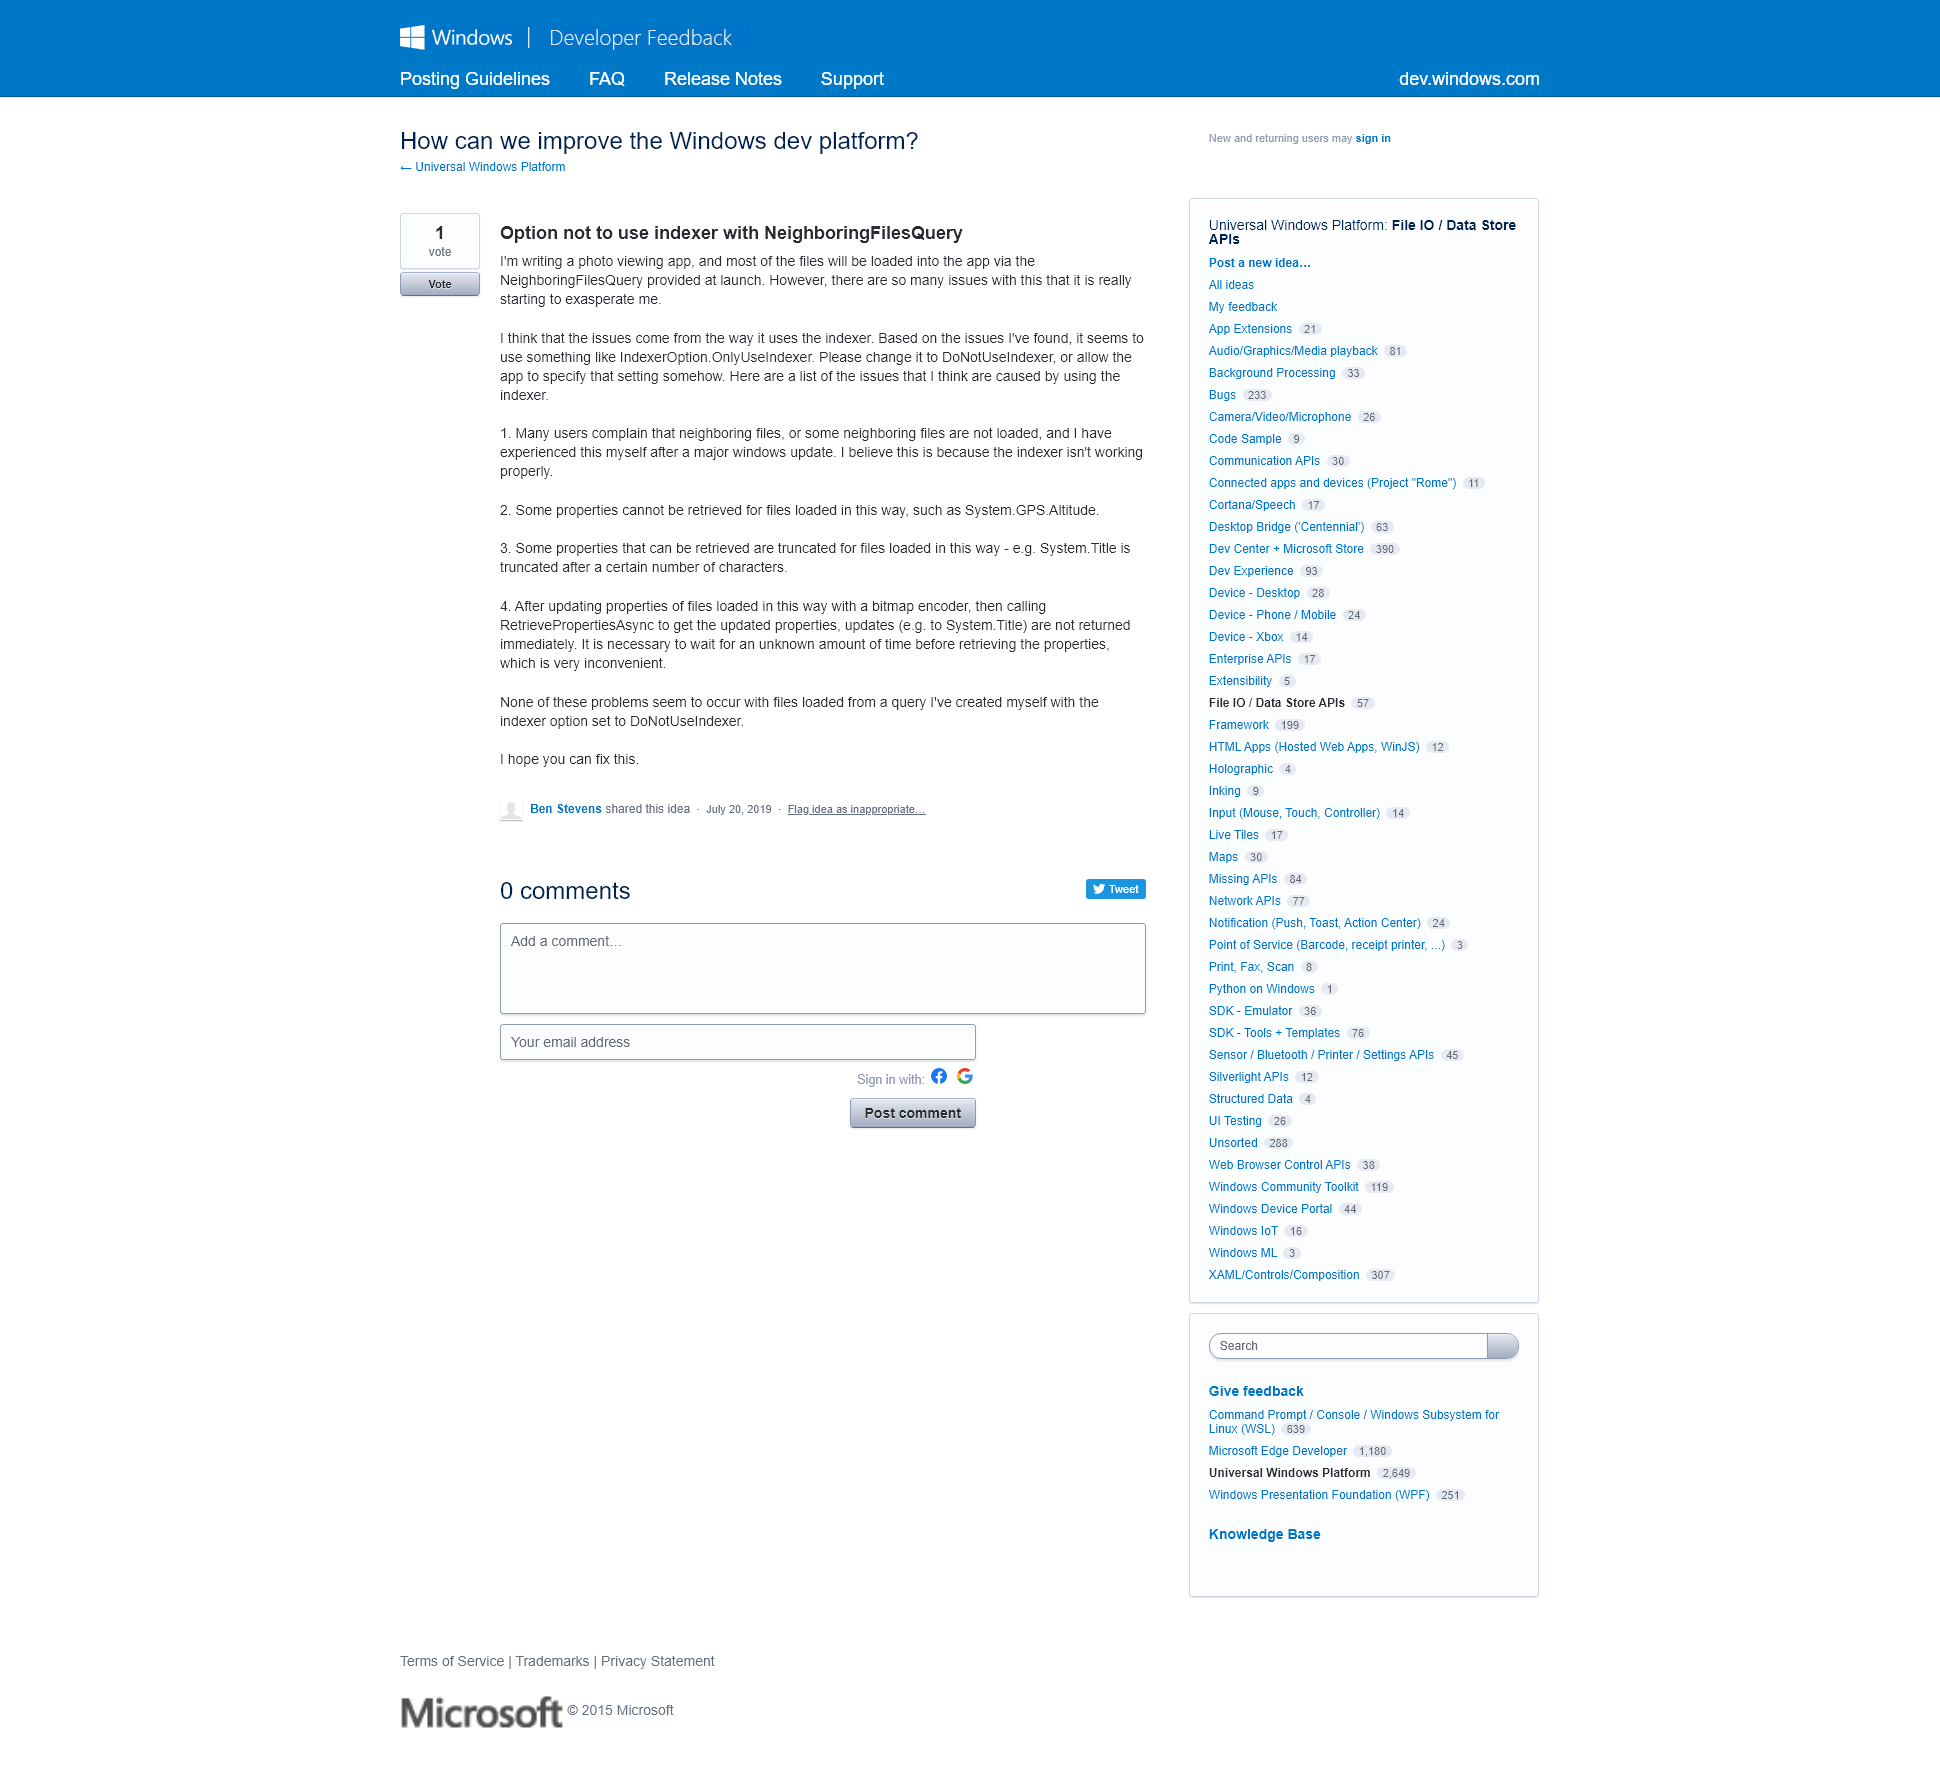 Windows | Developer Feedback
Posting Guidelines FAQ Release Notes Support dev.windows.com
How can we improve the Windows dev platform?
← Universal Windows Platform
New and returning users may sign in
1
vote
Vote
Option not to use indexer with NeighboringFilesQuery
I'm writing a photo viewing app, and most of the files will be loaded into the app via the
NeighboringFilesQuery provided at launch. However, there are so many issues with this that it is really
starting to exasperate me.
I think that the issues come from the way it uses the indexer. Based on the issues I've found, it seems to
use something like IndexerOption.OnlyUseIndexer. Please change it to DoNotUseIndexer, or allow the
app to specify that setting somehow. Here are a list of the issues that I think are caused by using the
indexer.
1. Many users complain that neighboring files, or some neighboring files are not loaded, and I have
experienced this myself after a major windows update. I believe this is because the indexer isn't working
properly.
2. Some properties cannot be retrieved for files loaded in this way, such as System.GPS.Altitude.
3. Some properties that can be retrieved are truncated for files loaded in this way - e.g. System.Title is
truncated after a certain number of characters.
4. After updating properties of files loaded in this way with a bitmap encoder, then calling
RetrievePropertiesAsync to get the updated properties, updates (e.g. to System.Title) are not returned
immediately. It is necessary to wait for an unknown amount of time before retrieving the properties,
which is very inconvenient.
None of these problems seem to occur with files loaded from a query I've created myself with the
indexer option set to DoNotUseIndexer.
I hope you can fix this.
Ben Stevens shared this idea · July 20, 2019 · Flag idea as inappropriate…
0 comments
Tweet
Add a comment…
Your email address
Sign in with:
Post comment
Universal Windows Platform: File IO / Data Store
APIs
Post a new idea…
All ideas
My feedback
App Extensions 21
Audio/Graphics/Media playback 81
Background Processing 33
Bugs 233
Camera/Video/Microphone 26
Code Sample 9
Communication APIs 30
Connected apps and devices (Project "Rome") 11
Cortana/Speech 17
Desktop Bridge ('Centennial') 63
Dev Center + Microsoft Store 390
Dev Experience 93
Device - Desktop 28
Device - Phone / Mobile 24
Device - Xbox 14
Enterprise APIs 17
Extensibility 5
File IO / Data Store APIs 57
Framework 199
HTML Apps (Hosted Web Apps, WinJS) 12
Holographic 4
Inking 9
Input (Mouse, Touch, Controller) 14
Live Tiles 17
Maps 30
Missing APIs 84
Network APIs 77
Notification (Push, Toast, Action Center) 24
Point of Service (Barcode, receipt printer, ...) 3
Print, Fax, Scan 8
Python on Windows 1
SDK - Emulator 36
SDK - Tools + Templates 76
Sensor / Bluetooth / Printer / Settings APIs 45
Silverlight APIs 12
Structured Data 4
UI Testing 26
Unsorted 288
Web Browser Control APIs 38
Windows Community Toolkit 119
Windows Device Portal 44
Windows IoT 16
Windows ML 3
XAML/Controls/Composition 307
Search
Give feedback
Command Prompt / Console / Windows Subsystem for
Linux (WSL) 639
Microsoft Edge Developer 1,180
Universal Windows Platform 2,649
Windows Presentation Foundation (WPF) 251
Knowledge Base
Terms of Service | Trademarks | Privacy Statement
Microsoft © 2015 Microsoft